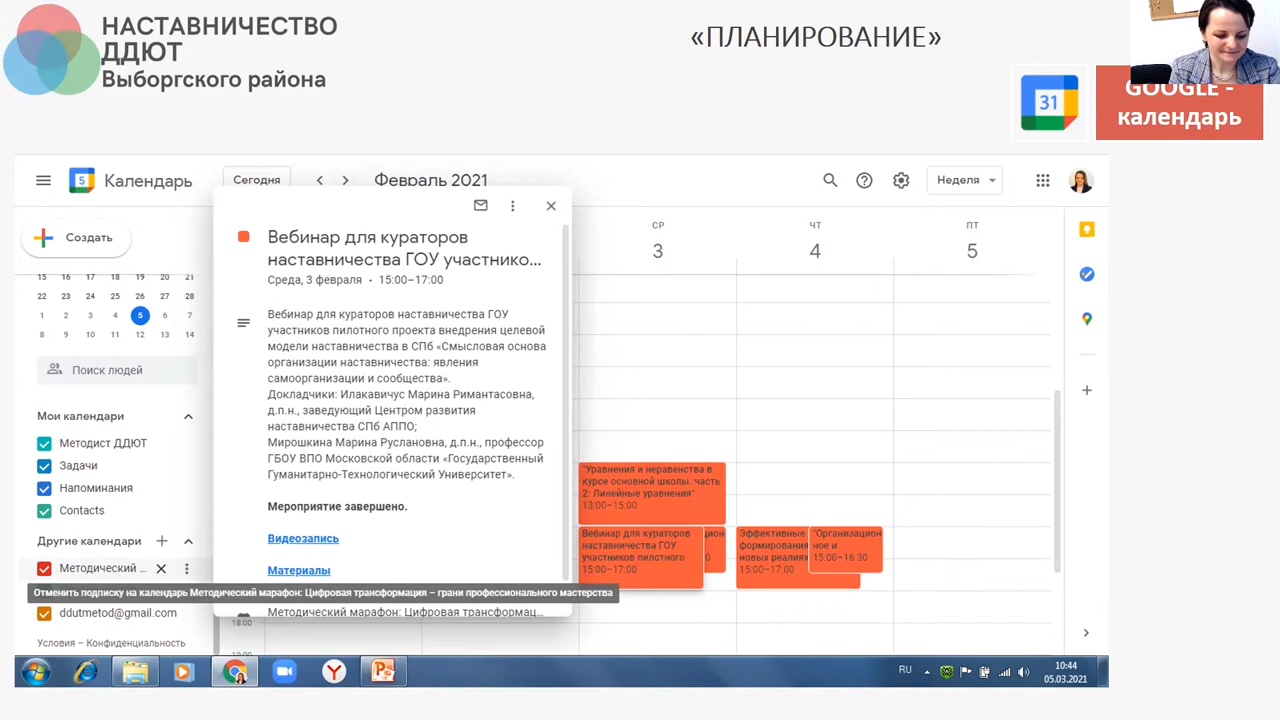 НАСТАВНИЧЕСТВО
ДДЮТ
Выборгского района
«ПЛАНИРОВАНИЕ»
31
GOOGLE -
календарь
5
Календарь
Сегодня
Февраль 2021
Неделя
Создать
15 16 17 18 19 20 21
22 23 24 25 26 27 28
1 2 3 4 5 6 7
8 9 10 11 12 13 14
Поиск людей
Мои календари
Методист ДДЮТ
Задачи
Напоминания
Contacts
Другие календари
Методический ...
Отменить подписку на календарь Методический марафон: Цифровая трансформация – грани профессионального мастерства
ddutmetod@gmail.com
Условия – Конфиденциальность
Вебинар для кураторов
наставничества ГОУ участнико...
Среда, 3 февраля • 15:00–17:00
Вебинар для кураторов наставничества ГОУ
участников пилотного проекта внедрения целевой
модели наставничества в СПб «Смысловая основа
организации наставничества: явления
самоорганизации и сообщества».
Докладчики: Илакавичус Марина Римантасовна,
д.п.н., заведующий Центром развития
наставничества СПб АППО;
Мирошкина Марина Руслановна, д.п.н., профессор
ГБОУ ВПО Московской области «Государственный
Гуманитарно-Технологический Университет».
Мероприятие завершено.
Видеозапись
Материалы
Методический марафон: Цифровая трансформац...
18:00
СР
3
ЧТ
4
ПТ
5
"Уравнения и неравенства в
курсе основной школы. часть
2: Линейные уравнения"
13:00–15:00
Вебинар для кураторов
наставничества ГОУ
участников пилотного
15:00–17:00
Эффективные
формирования
новых реалиях
15:00–17:00
"Организацион
ное и
15:00–16:30
RU
10:44
05.03.2021